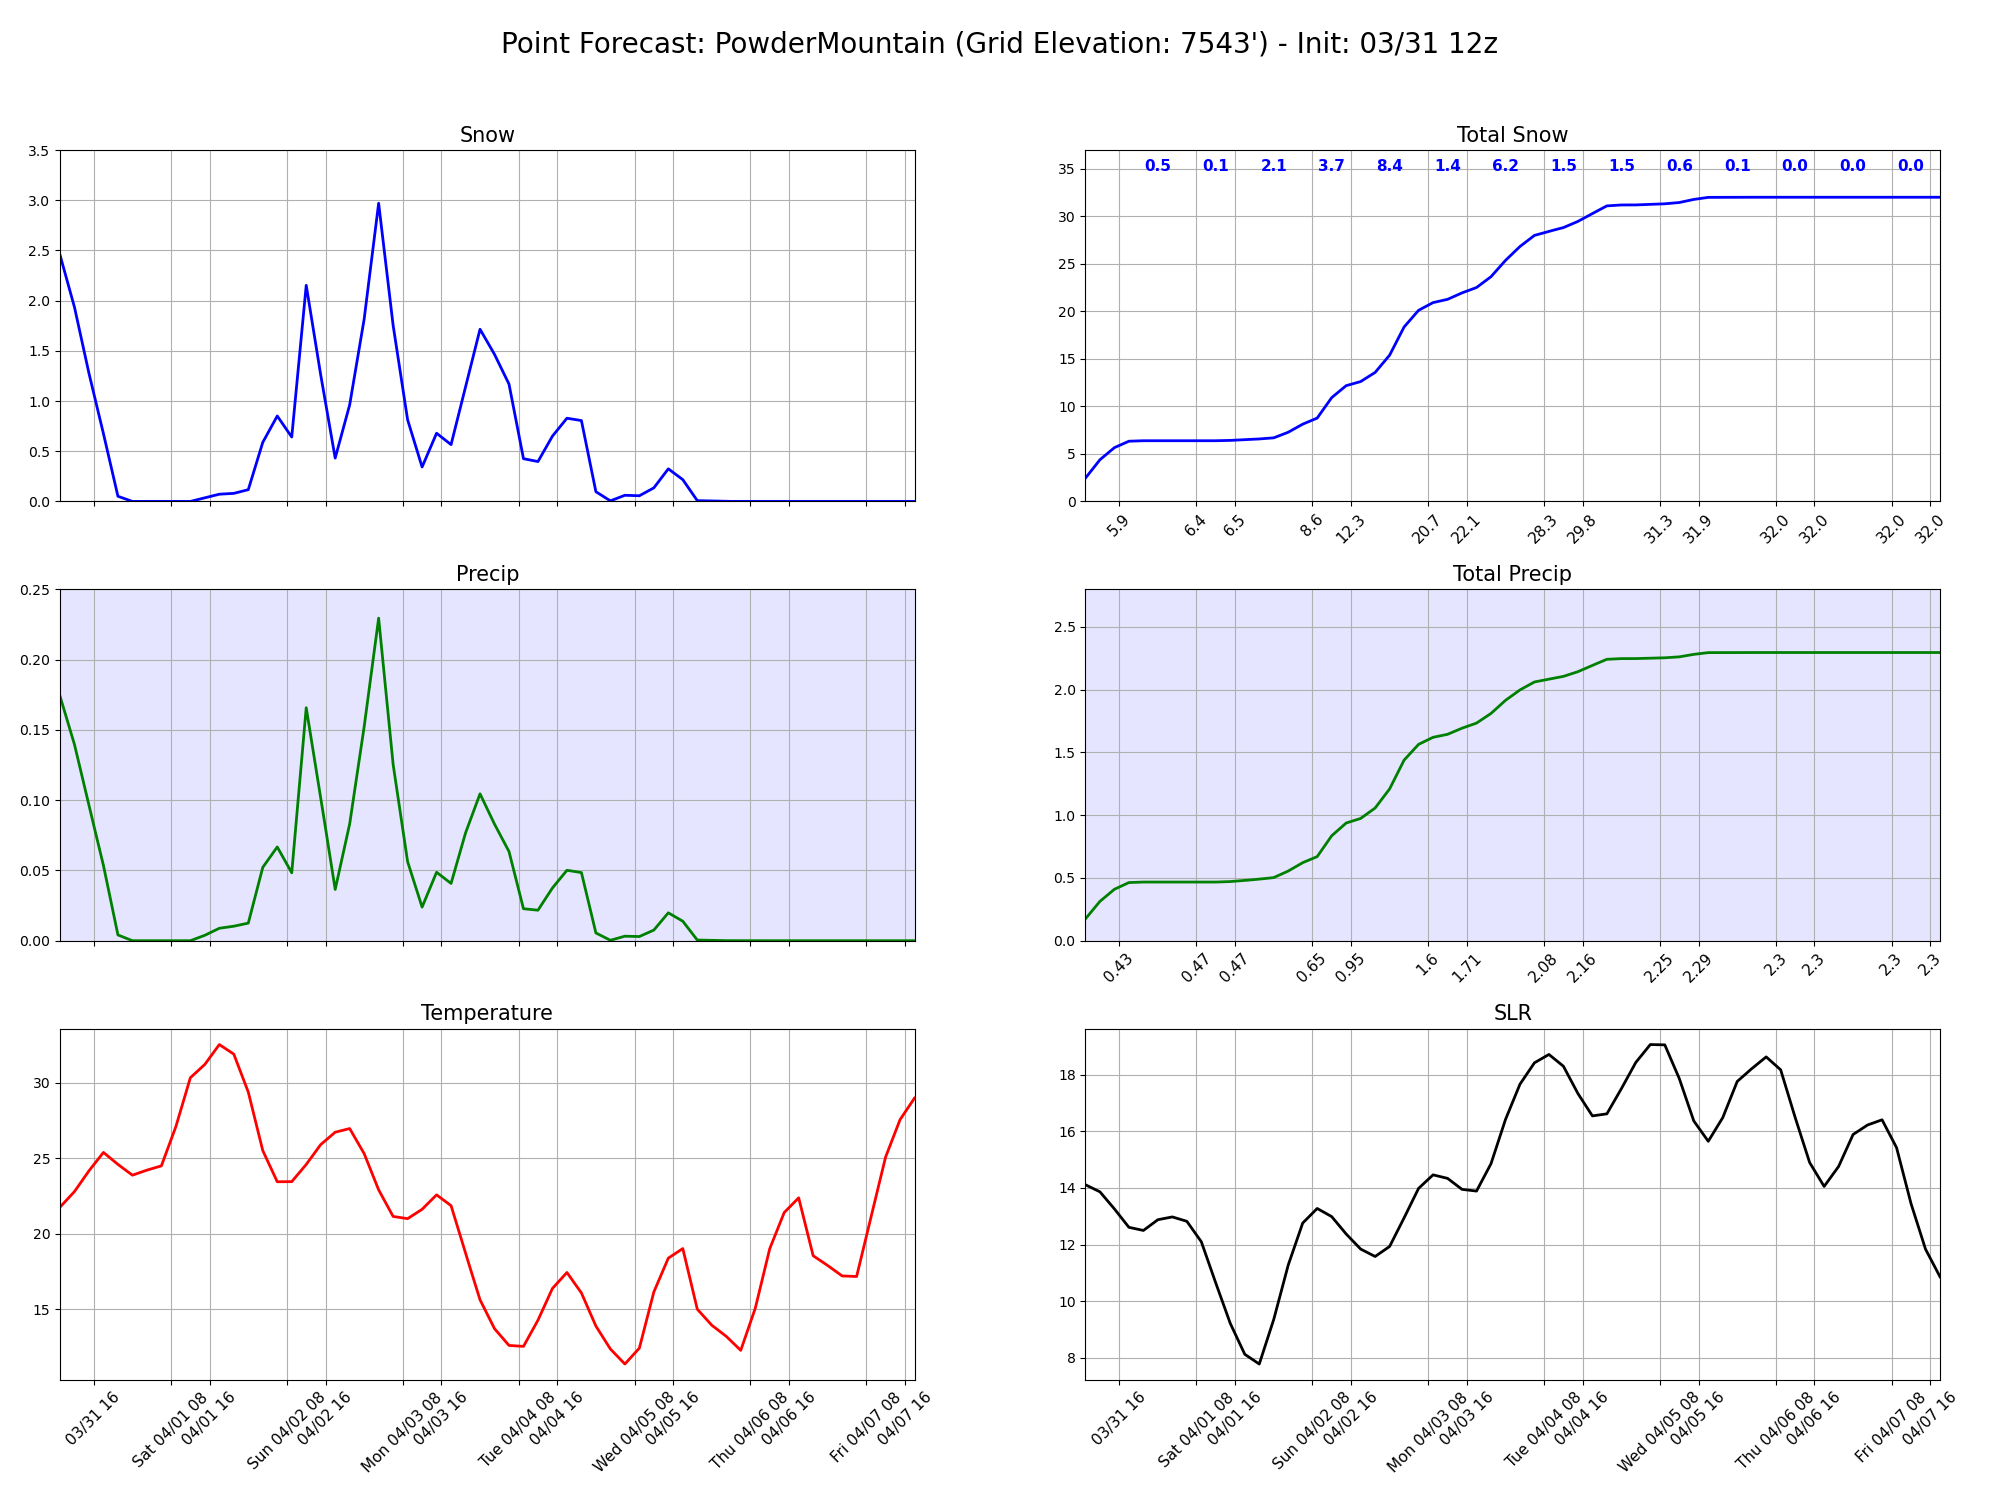 Point Forecast: PowderMountain (Grid Elevation: 7543') - Init: 03/31 12z
Snow
3.5
3.0
2.5
2.0
1.5
1.0
0.5
0.0
Total Snow
0.5 0.1 2.1 3.7 8.4 1.4 6.2 1.5 1.5 0.6 0.1 0.0 0.0 0.0
35
30
25
20
15
10
5
0
5.9 6.4 6.5 8.6 12.3 20.7 22.1 28.3 29.8 31.3 31.9 32.0 32.0 32.0 32.0
Precip
0.25
0.20
0.15
0.10
0.05
0.00
Total Precip
2.5
2.0
1.5
1.0
0.5
0.0
0.43 0.47 0.47 0.65 0.95 1.6 1.71 2.08 2.16 2.25 2.29 2.3 2.3 2.3 2.3
Temperature
30
25
20
15
03/31 16
Sat 04/01 08
04/01 16
Sun 04/02 08
04/02 16
Mon 04/03 08
04/03 16
Tue 04/04 08
04/04 16
Wed 04/05 08
04/05 16
Thu 04/06 08
04/06 16
Fri 04/07 08
04/07 16
SLR
18
16
14
12
10
8
03/31 16
Sat 04/01 08
04/01 16
Sun 04/02 08
04/02 16
Mon 04/03 08
04/03 16
Tue 04/04 08
04/04 16
Wed 04/05 08
04/05 16
Thu 04/06 08
04/06 16
Fri 04/07 08
04/07 16